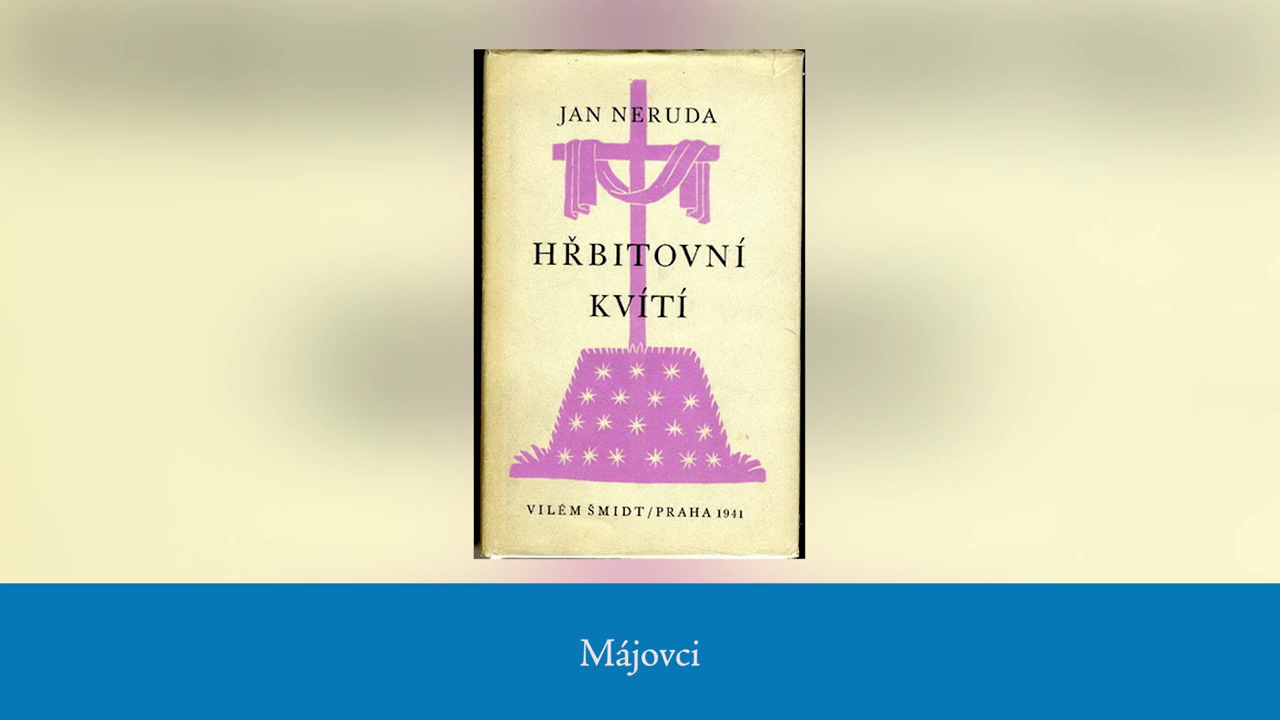 JAN NERUDA
HŘBITOVNÍ
KVÍTÍ
VILÉM ŠMIDT/PRAHA 1941
Májovci